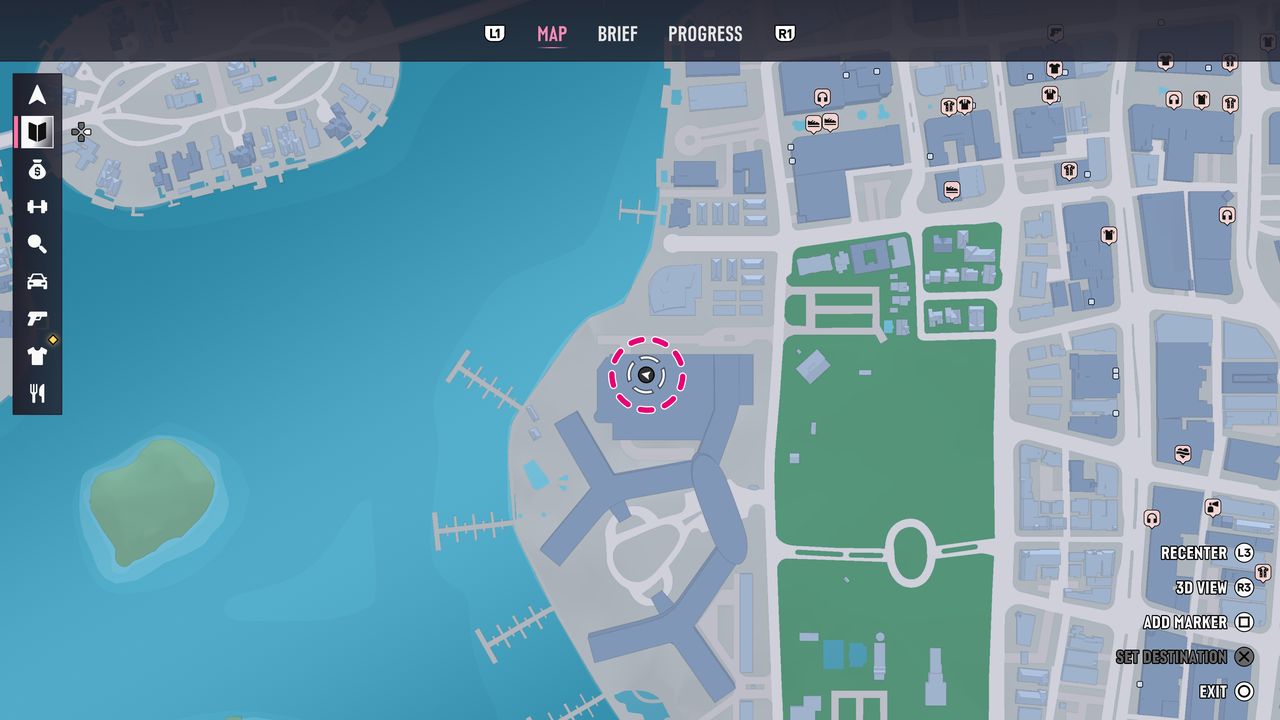 L1 MAP BRIEF PROGRESS R1
RECENTER L3
3D VIEW R3
ADD MARKER
SET DESTINATION
EXIT